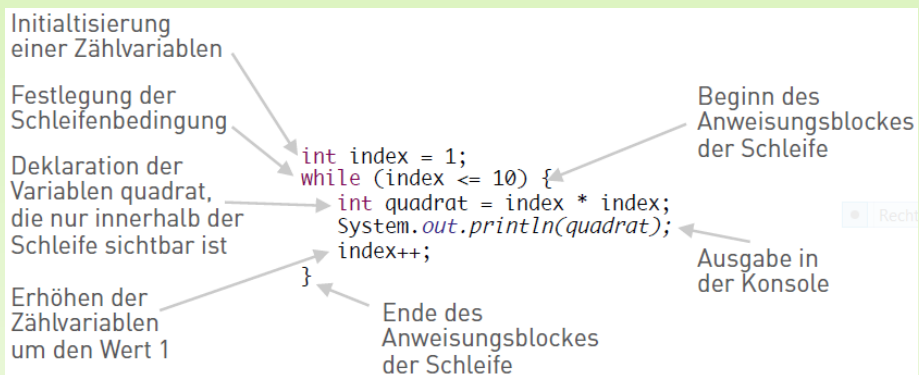 Initialtisierung
einer Zählvariablen
Festlegung der
Schleifenbedingung
Deklaration der
Variablen quadrat,
die nur innerhalb der
Schleife sichtbar ist
Erhöhen der
Zählvariablen
um den Wert 1
int index = 1;
while (index <= 10) {
int quadrat = index * index;
System.out.println(quadrat);
index++;
}
Beginn des
Anweisungsblockes
der Schleife
Ausgabe in
der Konsole
Ende des
Anweisungsblockes
der Schleife
Recht